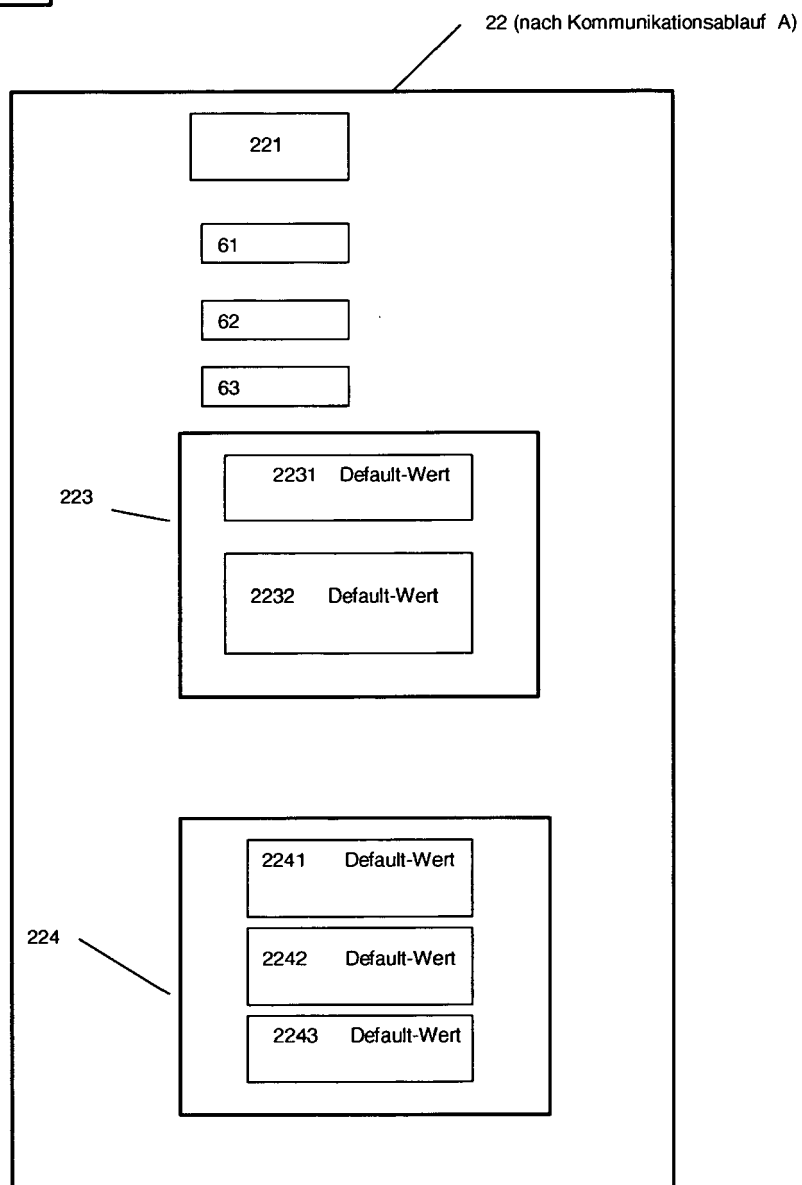 22 (nach Kommunikationsablauf A)
221
61
62
63
223
2231 Default-Wert
2232 Default-Wert
224
2241 Default-Wert
2242 Default-Wert
2243 Default-Wert